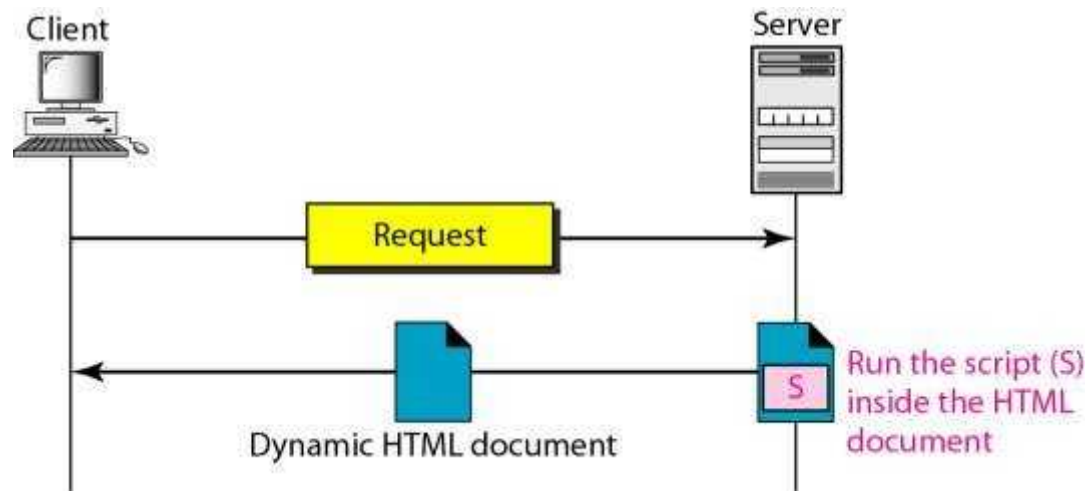 Client
Server
Request
S
Run the script (S)
inside the HTML
document
Dynamic HTML document